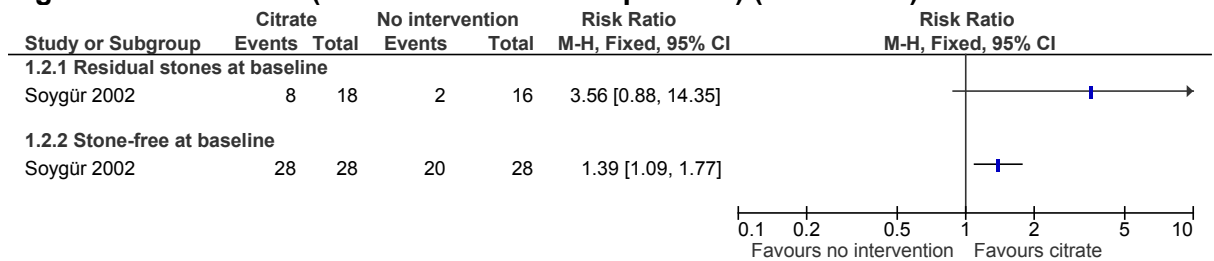 Citrate No intervention Risk Ratio Risk Ratio
Study or Subgroup Events Total Events Total M-H, Fixed, 95% CI M-H, Fixed, 95% CI
1.2.1 Residual stones at baseline
Soygür 2002 8 18 2 16 3.56 [0.88, 14.35]
1.2.2 Stone-free at baseline
Soygür 2002 28 28 20 28 1.39 [1.09, 1.77]
0.1 0.2 0.5 1 2 5 10
Favours no intervention Favours citrate